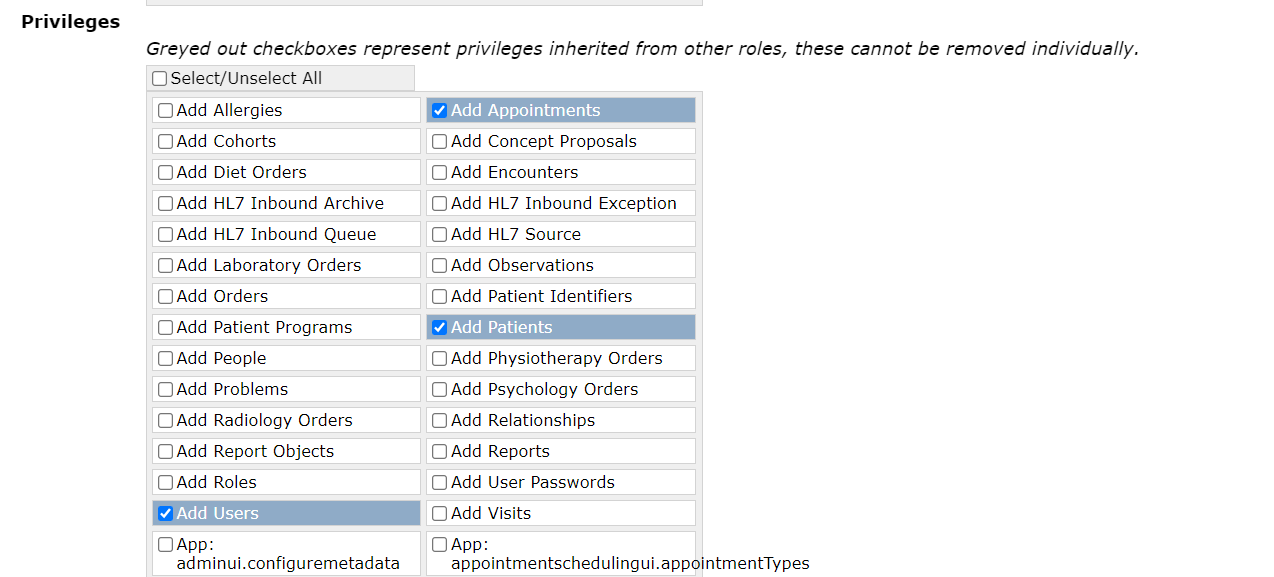 Privileges
Greyed out checkboxes represent privileges inherited from other roles, these cannot be removed individually.
Select/Unselect All
Add Allergies
Add Appointments
Add Cohorts
Add Concept Proposals
Add Diet Orders
Add Encounters
Add HL7 Inbound Archive
Add HL7 Inbound Exception
Add HL7 Inbound Queue
Add HL7 Source
Add Laboratory Orders
Add Observations
Add Orders
Add Patient Identifiers
Add Patient Programs
Add Patients
Add People
Add Physiotherapy Orders
Add Problems
Add Psychology Orders
Add Radiology Orders
Add Relationships
Add Report Objects
Add Reports
Add Roles
Add User Passwords
Add Users
Add Visits
App:
adminui.configuremetadata
App:
appointmentschedulingui.appointmentTypes